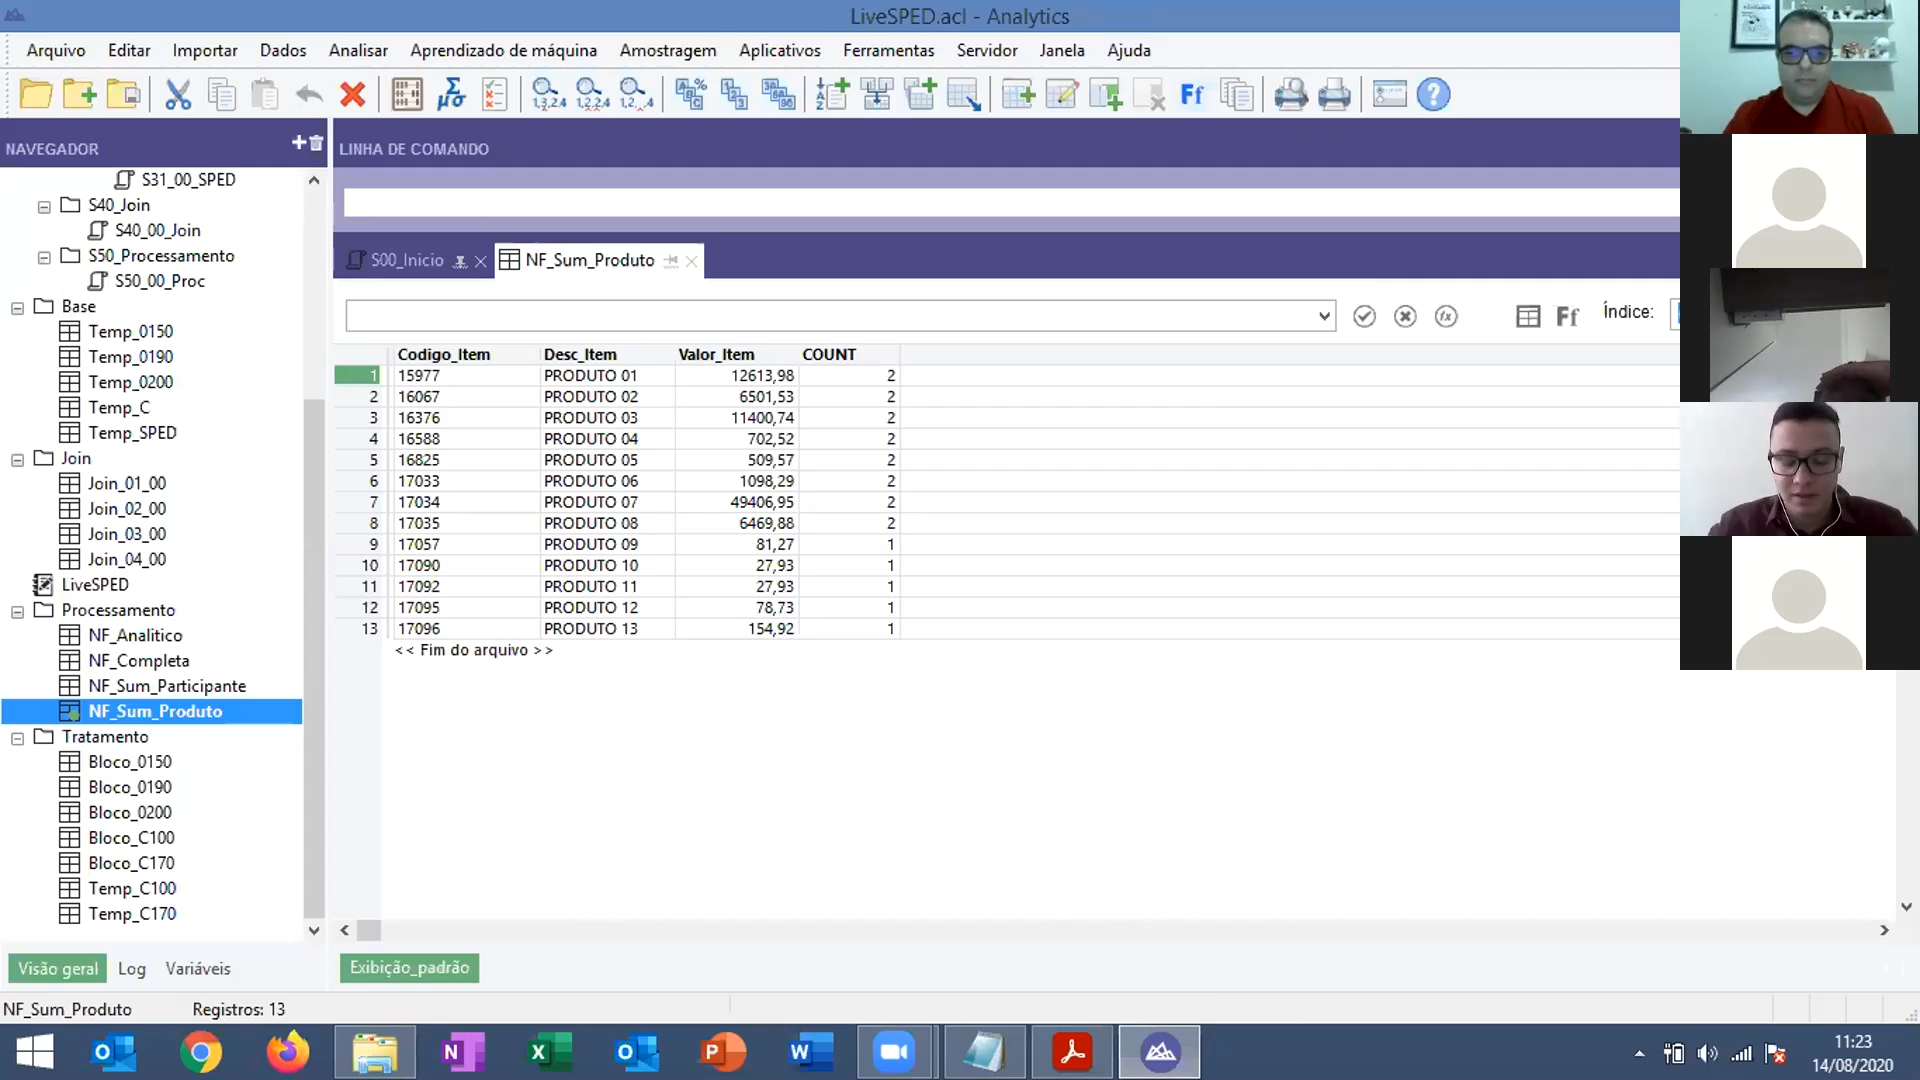 LiveSPED.acl - Analytics
Arquivo Editar Importar Dados Analisar Aprendizado de máquina Amostragem Aplicativos Ferramentas Servidor Janela Ajuda
NAVEGADOR
LINHA DE COMANDO
S31_00_SPED
S40_Join
S40_00_Join
S50_Processamento
S50_00_Proc
Base
Temp_0150
Temp_0190
Temp_0200
Temp_C
Temp_SPED
Join
Join_01_00
Join_02_00
Join_03_00
Join_04_00
LiveSPED
Processamento
NF_Analitico
NF_Completa
NF_Sum_Participante
NF_Sum_Produto
Tratamento
Bloco_0150
Bloco_0190
Bloco_0200
Bloco_C100
Bloco_C170
Temp_C100
Temp_C170
S00_Inicio NF_Sum_Produto
Ff Índice:
Codigo_Item Desc_Item Valor_Item COUNT
1 15977 PRODUTO 01 12613,98 2
2 16067 PRODUTO 02 6501,53 2
3 16376 PRODUTO 03 11400,74 2
4 16588 PRODUTO 04 702,52 2
5 16825 PRODUTO 05 509,57 2
6 17033 PRODUTO 06 1098,29 2
7 17034 PRODUTO 07 49406,95 2
8 17035 PRODUTO 08 6469,88 2
9 17057 PRODUTO 09 81,27 1
10 17090 PRODUTO 10 27,93 1
11 17092 PRODUTO 11 27,93 1
12 17095 PRODUTO 12 78,73 1
13 17096 PRODUTO 13 154,92 1
<< Fim do arquivo >>
Visão geral Log Variáveis
Exibição_padrão
NF_Sum_Produto Registros: 13
11:23
14/08/2020